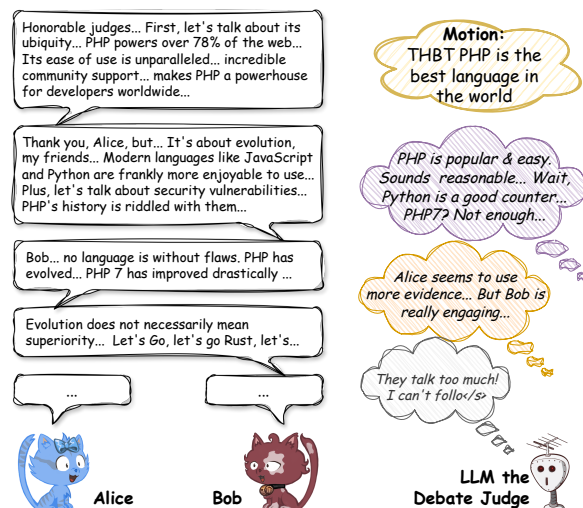 Honorable judges... First, let's talk about its
ubiquity... PHP powers over 78% of the web...
Its ease of use is unparalleled... incredible
community support... makes PHP a powerhouse
for developers worldwide...
Thank you, Alice, but... It's about evolution,
my friends... Modern languages like JavaScript
and Python are frankly more enjoyable to use...
Plus, let's talk about security vulnerabilities...
PHP's history is riddled with them...
Bob... no language is without flaws. PHP has
evolved... PHP 7 has improved drastically ...
Evolution does not necessarily mean
superiority... Let's Go, let's go Rust, let's...
...
...
Alice
Bob
Motion:
THBT PHP is the
best language in
the world
PHP is popular & easy.
Sounds reasonable... Wait,
Python is a good counter...
PHP7? Not enough...
Alice seems to use
more evidence... But Bob is
really engaging...
They talk too much!
I can't follo</s>
LLM the
Debate Judge